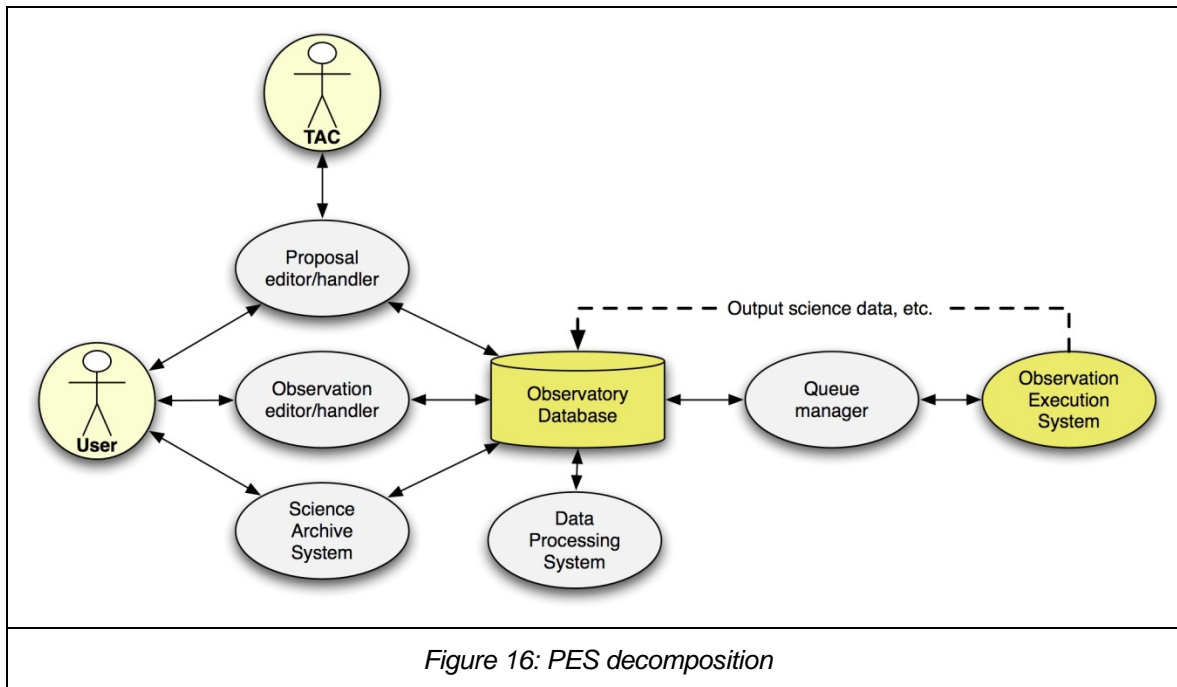 TAC
Proposal
editor/handler
Output science data, etc.
User
Observation
editor/handler
Observatory
Database
Queue
manager
Observation
Execution
System
Science
Archive
System
Data
Processing
System
Figure 16: PES decomposition